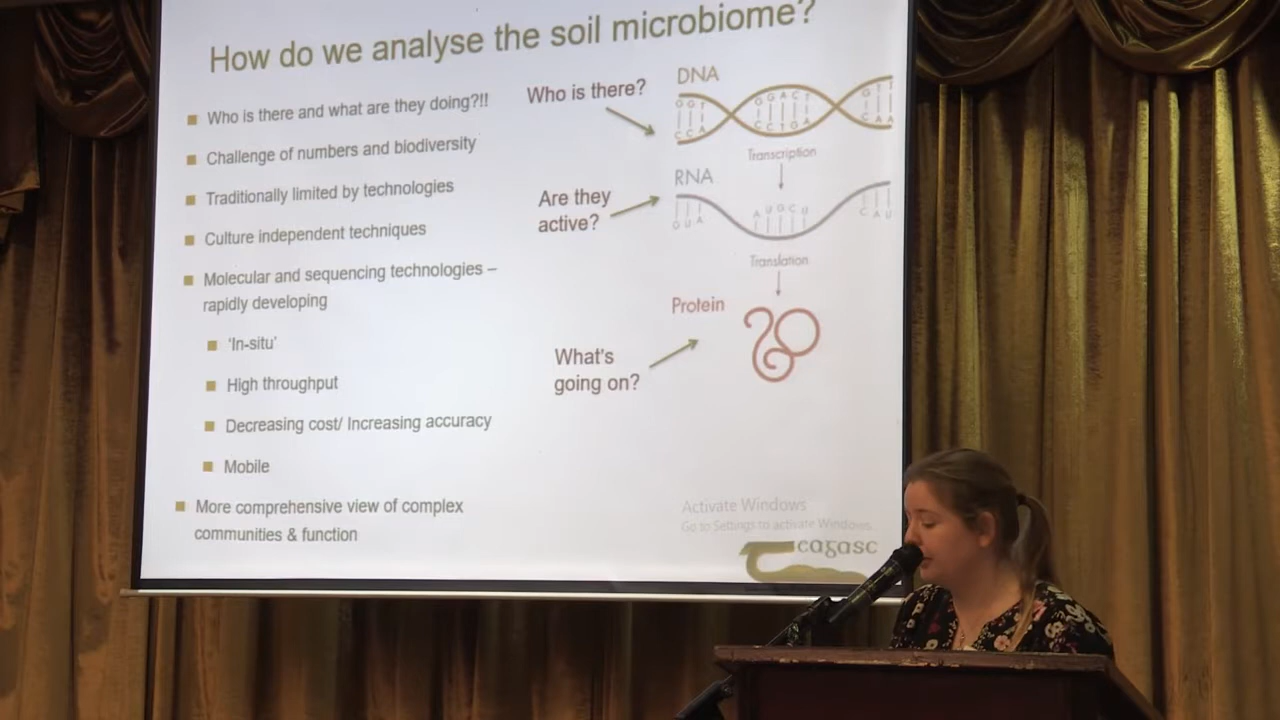 How do we analyse the soil microbiome?
Who is there and what are they doing?!!
Challenge of numbers and biodiversity
Traditionally limited by technologies
Culture independent techniques
Molecular and sequencing technologies –
rapidly developing
‘In-situ’
High throughput
Decreasing cost/ Increasing accuracy
Mobile
More comprehensive view of complex
communities & function
Who is there?
DNA
G G T
C C A
G G A C T
C C T G A
G T T
C A A
Transcription
Are they
active?
RNA
G U A
A U G C U
C A U
Translation
Protein
What's
going on?
Activate Windows
Go to Settings to activate Windows.
eagasc